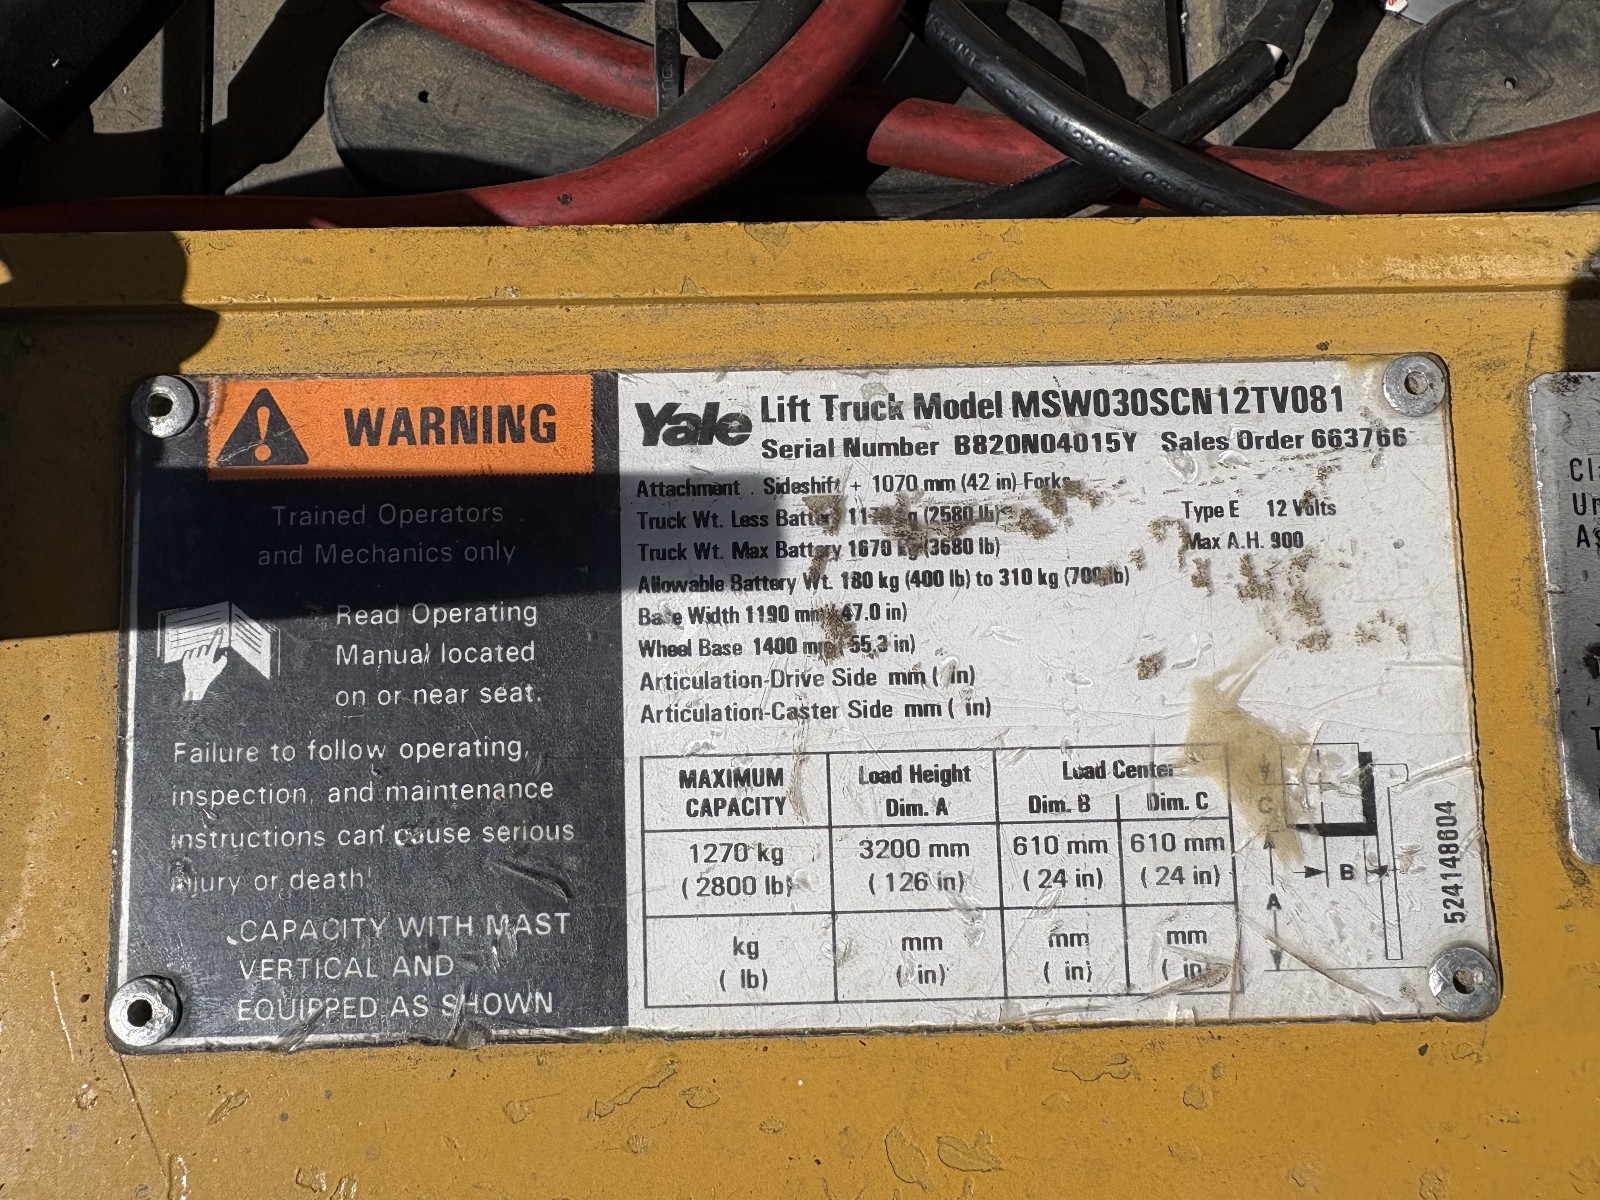 WARNING
Trained Operators
and Mechanics only
Read Operating
Manual located
on or near seat.
Failure to follow operating,
inspection, and maintenance
instructions can cause serious
injury or death!
CAPACITY WITH MAST
VERTICAL AND
EQUIPPED AS SHOWN
Yale Lift Truck Model MSW030SCN12TV081
Serial Number B820N04015Y Sales Order 663766
Attachment Sideshift + 1070 mm (42 in) Forks
Truck Wt. Less Battery kg (2580 lb)
Truck Wt. Max Battery 1670 kg (3680 lb)
Type E 12 Volts
Max A.H. 900
Allowable Battery Wt. 180 kg (400 lb) to 310 kg (700 lb)
Base Width 1190 mm (47.0 in)
Wheel Base 1400 mm (55.3 in)
Articulation-Drive Side mm ( in)
Articulation-Caster Side mm ( in)
MAXIMUM CAPACITY
Load Height Dim. A
Load Center
Dim. B Dim. C
1270 kg 3200 mm 610 mm 610 mm
(2800 lb) (126 in) (24 in) (24 in)
kg mm mm mm
( lb) ( in) ( in) ( in)
C
B
A
524148604